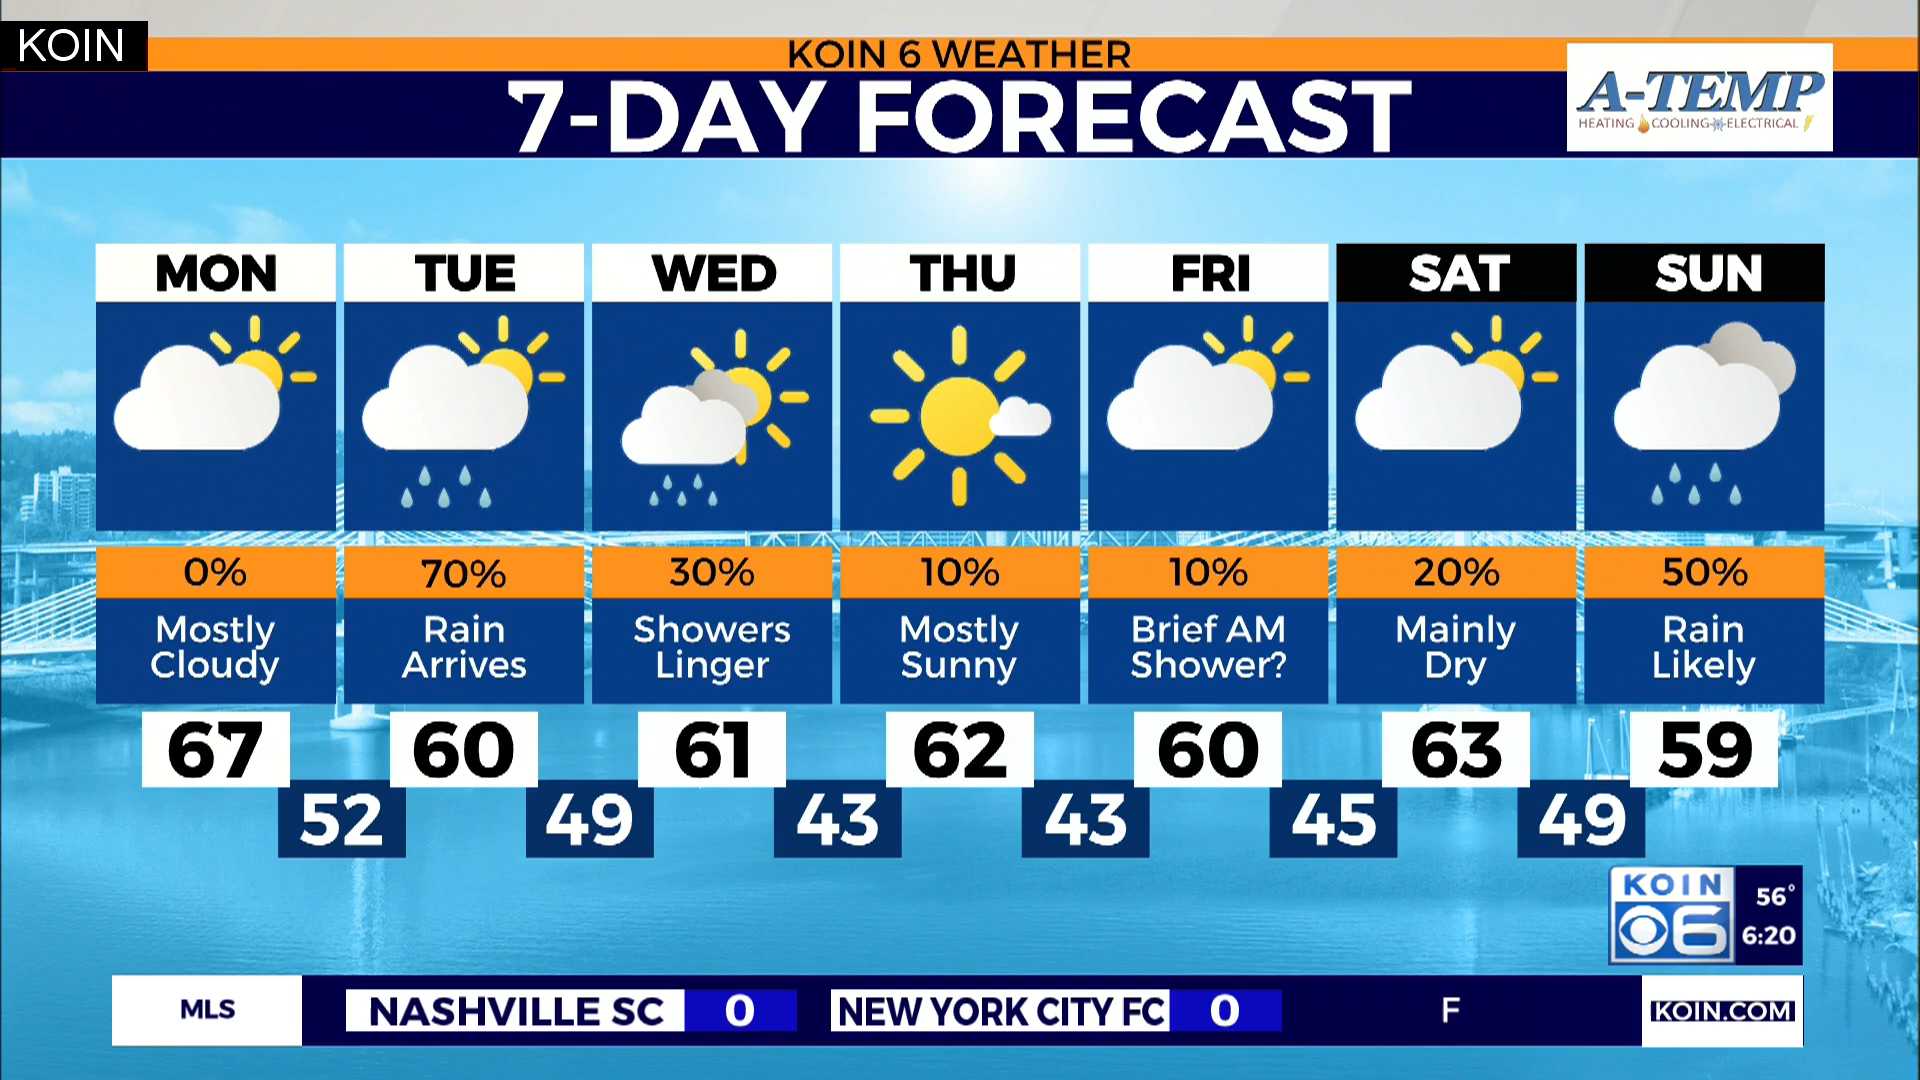 KOIN
KOIN 6 WEATHER
7-DAY FORECAST
A-TEMP
HEATING COOLING ELECTRICAL
MON TUE WED THU FRI SAT SUN
0% 70% 30% 10% 10% 20% 50%
Mostly Rain Showers Mostly Brief AM Mainly Rain
Cloudy Arrives Linger Sunny Shower? Dry Likely
67 60 61 62 60 63 59
52 49 43 43 45 49
KOIN
6
56°
6:20
MLS NASHVILLE SC 0 NEW YORK CITY FC 0 F KOIN.COM